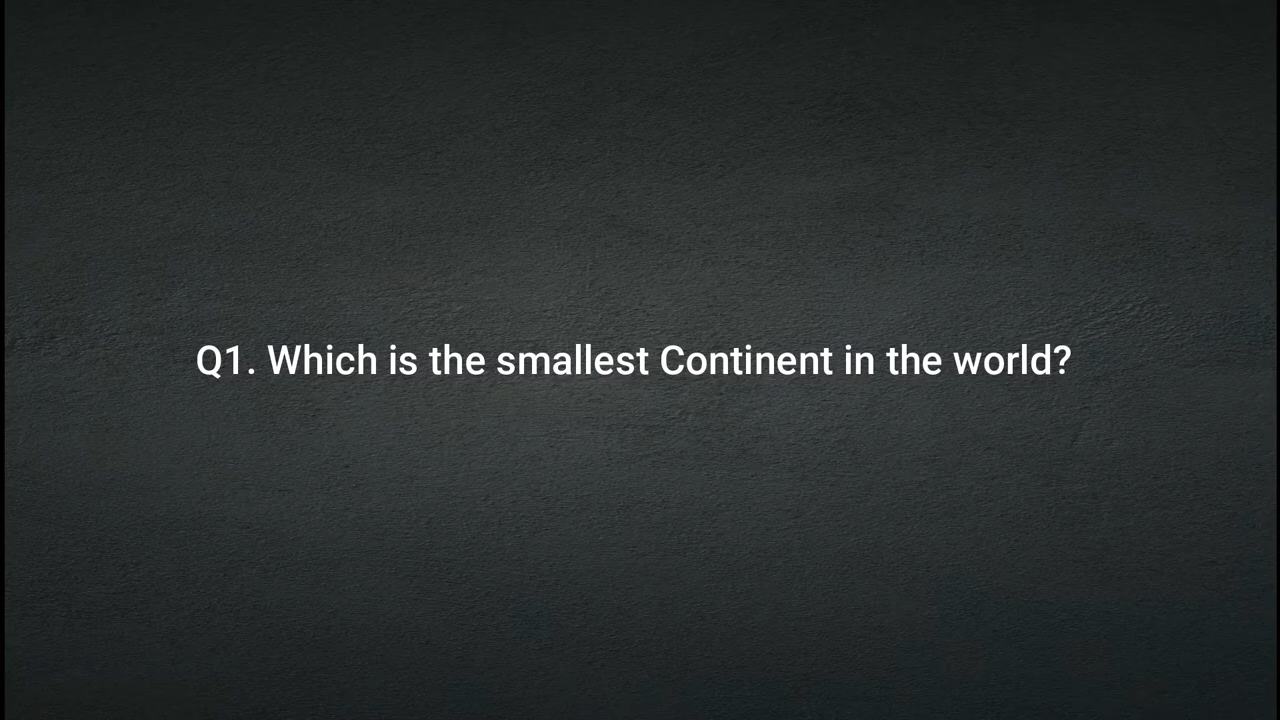 Q1. Which is the smallest Continent in the world?